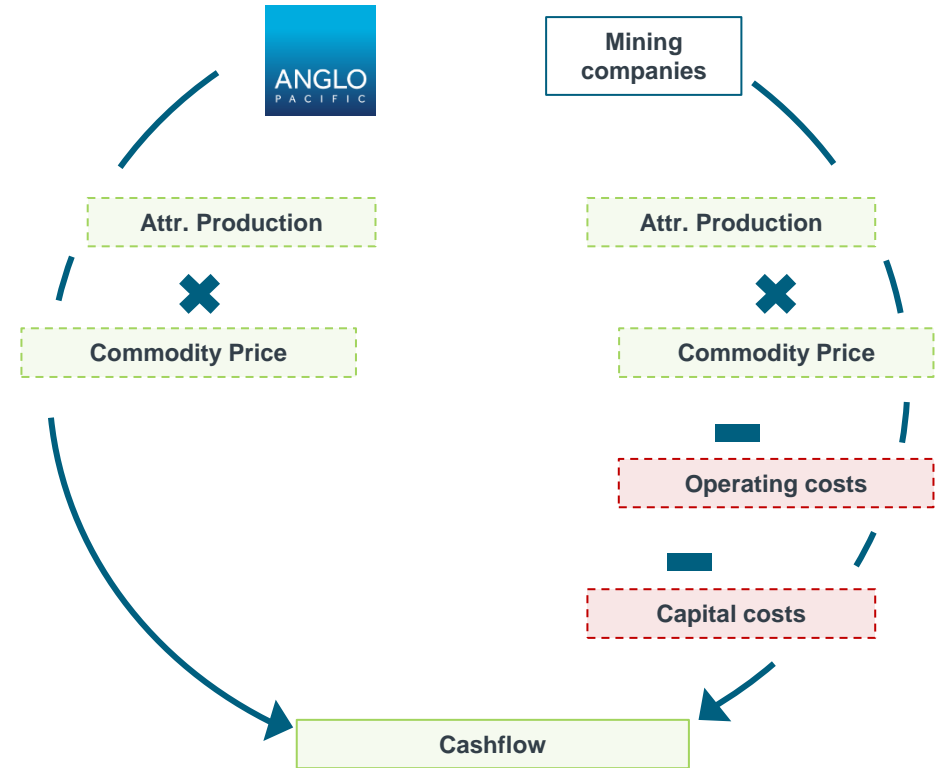 ANGLO
PACIFIC
Mining
companies
Attr. Production
Attr. Production
Commodity Price
Commodity Price
Operating costs
Capital costs
Cashflow